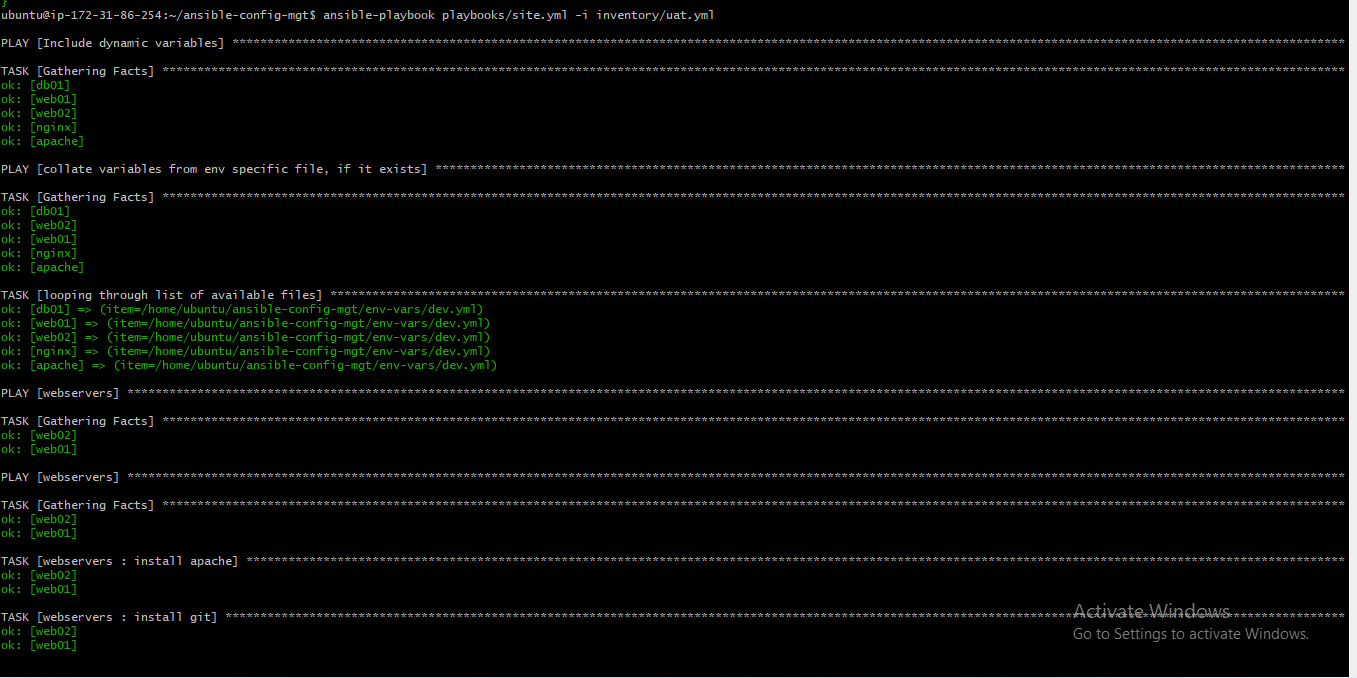 }
ubuntu@ip-172-31-86-254:~/ansible-config-mgt$ ansible-playbook playbooks/site.yml -i inventory/uat.yml
PLAY [Include dynamic variables] ****************************************************************************************************************************************************************
TASK [Gathering Facts] **************************************************************************************************************************************************************************
ok: [db01]
ok: [web01]
ok: [web02]
ok: [nginx]
ok: [apache]
PLAY [collate variables from env specific file, if it exists] ***********************************************************************************************************************************
TASK [Gathering Facts] **************************************************************************************************************************************************************************
ok: [db01]
ok: [web02]
ok: [web01]
ok: [nginx]
ok: [apache]
TASK [looping through list of available files] **************************************************************************************************************************************************
ok: [db01] => (item=/home/ubuntu/ansible-config-mgt/env-vars/dev.yml)
ok: [web01] => (item=/home/ubuntu/ansible-config-mgt/env-vars/dev.yml)
ok: [web02] => (item=/home/ubuntu/ansible-config-mgt/env-vars/dev.yml)
ok: [nginx] => (item=/home/ubuntu/ansible-config-mgt/env-vars/dev.yml)
ok: [apache] => (item=/home/ubuntu/ansible-config-mgt/env-vars/dev.yml)
PLAY [webservers] *******************************************************************************************************************************************************************************
TASK [Gathering Facts] **************************************************************************************************************************************************************************
ok: [web02]
ok: [web01]
PLAY [webservers] *******************************************************************************************************************************************************************************
TASK [Gathering Facts] **************************************************************************************************************************************************************************
ok: [web02]
ok: [web01]
TASK [webservers : install apache] **************************************************************************************************************************************************************
ok: [web02]
ok: [web01]
TASK [webservers : install git] *****************************************************************************************************************************************************************
ok: [web02]
ok: [web01]
Activate Windows
Go to Settings to activate Windows.